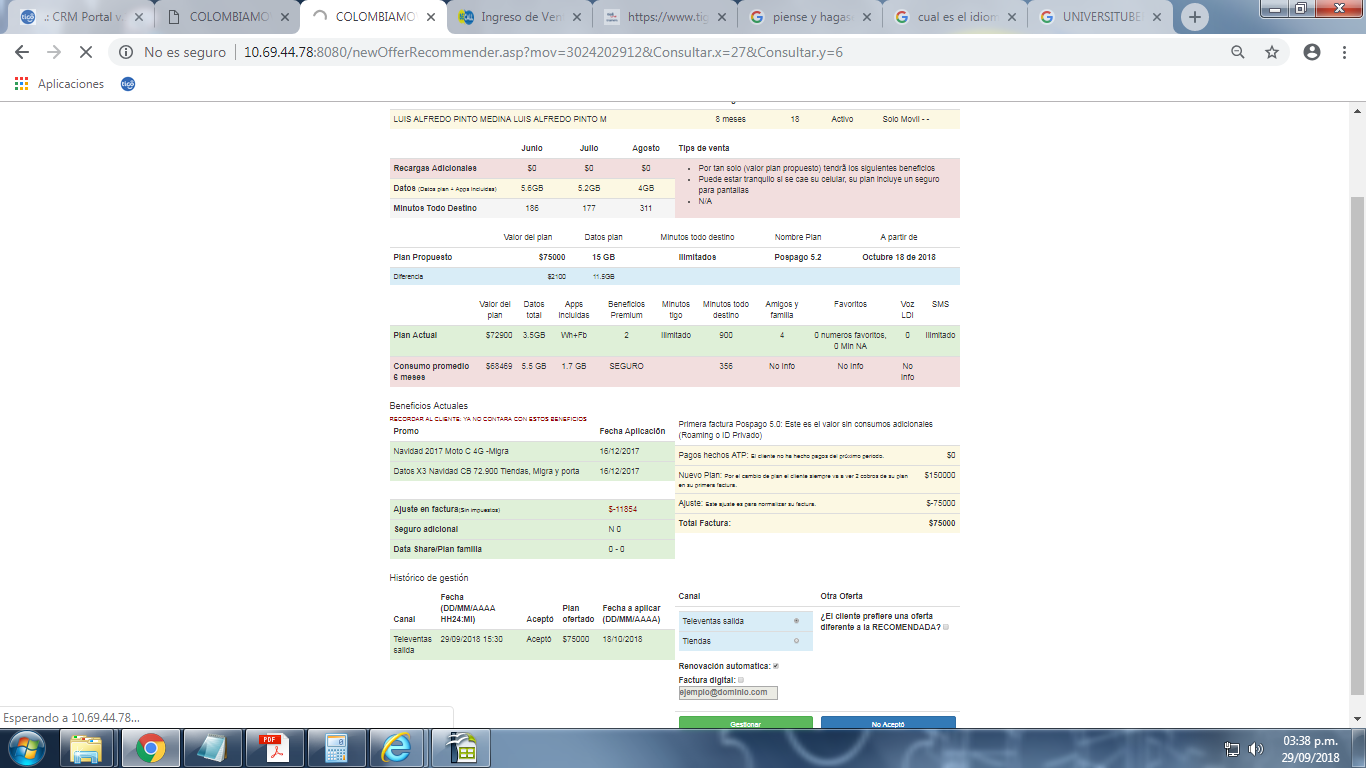 .: CRM Portal v.
COLOMBIAMO
COLOMBIAMO
Ingreso de Ven
https://www.tig
piense y hagas
cual es el idiom
UNIVERSITUBE
No es seguro 10.69.44.78:8080/newOfferRecommender.asp?mov=3024202912&Consultar.x=27&Consultar.y=6
Aplicaciones
LUIS ALFREDO PINTO MEDINA LUIS ALFREDO PINTO M 8 meses 18 Activo Solo Movil - -
Junio Julio Agosto
Recargas Adicionales $0 $0 $0
Datos (Datos plan + Apps incluidas) 5.6GB 5.2GB 4GB
Minutos Todo Destino 186 177 311
Tips de venta
Por tan solo (valor plan propuesto) tendrá los siguientes beneficios
Puede estar tranquilo si se cae su celular, su plan incluye un seguro
para pantallas
N/A
Valor del plan Datos plan Minutos todo destino Nombre Plan A partir de
Plan Propuesto $75000 15 GB Ilimitados Pospago 5.2 Octubre 18 de 2018
Diferencia $2100 11.5GB
Valor del plan Datos total Apps incluidas Beneficios Premium Minutos tigo Minutos todo destino Amigos y familia Favoritos Voz LDI SMS
Plan Actual $72900 3.5GB Wh+Fb 2 Ilimitado 900 4 0 numeros favoritos, 0 Min NA 0 Ilimitado
Consumo promedio 6 meses $68469 5.5 GB 1.7 GB SEGURO 356 No Info No Info No Info
Beneficios Actuales
RECORDAR AL CLIENTE: YA NO CONTARA CON ESTOS BENEFICIOS
Promo Fecha Aplicación
Navidad 2017 Moto C 4G -Migra 16/12/2017
Datos X3 Navidad CB 72.900 Tiendas, Migra y porta 16/12/2017
Ajuste en factura(Sin impuestos) $-11854
Seguro adicional N 0
Data Share/Plan familia 0 - 0
Primera factura Pospago 5.0; Este es el valor sin consumos adicionales
(Roaming o ID Privado)
Pagos hechos ATP: El cliente no ha hecho pagos del próximo periodo. $0
Nuevo Plan: Por el cambio de plan el cliente siempre va a ver 2 cobros de su plan $150000
en su primera factura.
Ajuste: Este ajuste es para normalizar su factura. $-75000
Total Factura: $75000
Histórico de gestión
Canal Fecha (DD/MM/AAAA HH24:MI) Aceptó Plan ofertado Fecha a aplicar (DD/MM/AAAA)
Televentas salida 29/09/2018 15:30 Aceptó $75000 18/10/2018
Canal Otra Oferta
Televentas salida
Tiendas
¿El cliente prefiere una oferta
diferente a la RECOMENDADA?
Renovación automatica:
Factura digital:
ejemplo@dominio.com
Gestionar No Aceptó
Esperando a 10.69.44.78...
03:38 p.m.
29/09/2018